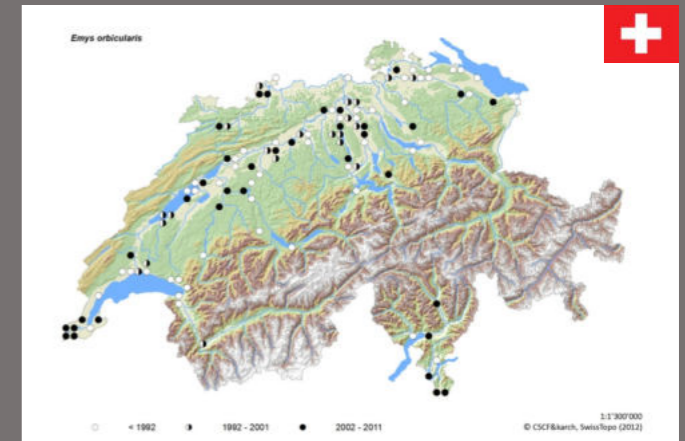 Emys orbicularis
< 1992 1992 - 2001 2002 - 2011
1:1'300'000
© CSCF&karch, SwissTopo (2012)